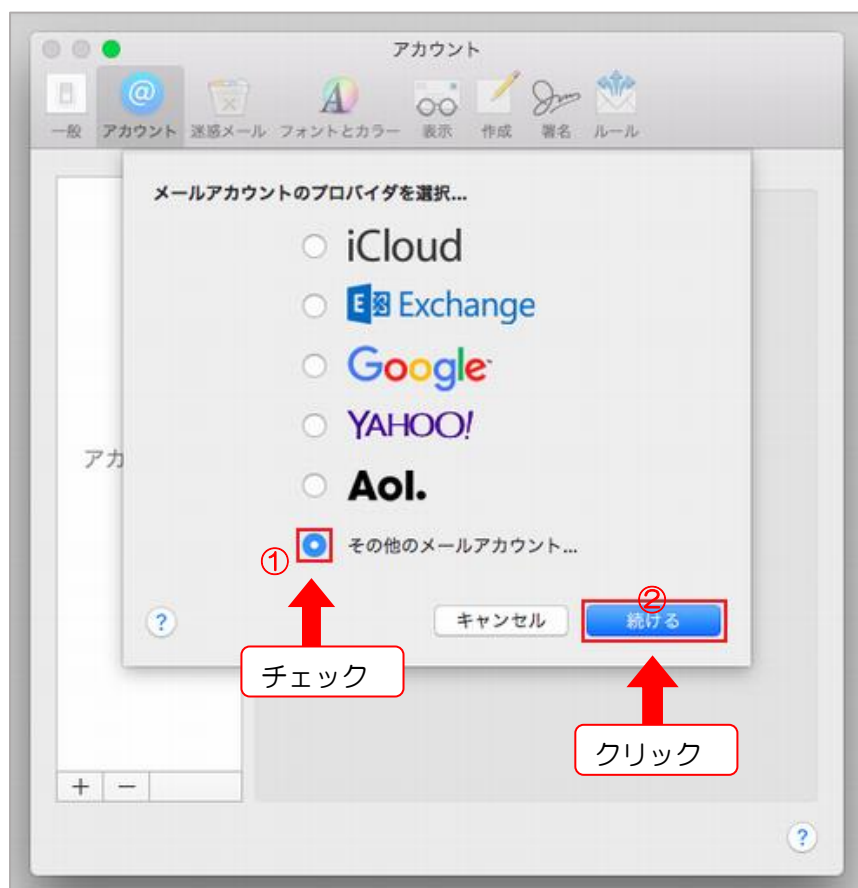 アカウント
一般 アカウント 迷惑メール フォントとカラー 表示 作成 署名 ルール
メールアカウントのプロバイダを選択...
iCloud
Exchange
Google
YAHOO!
アカ
Aol.
① その他のメールアカウント...
②
? キャンセル 続ける
チェック
クリック
+ −
?